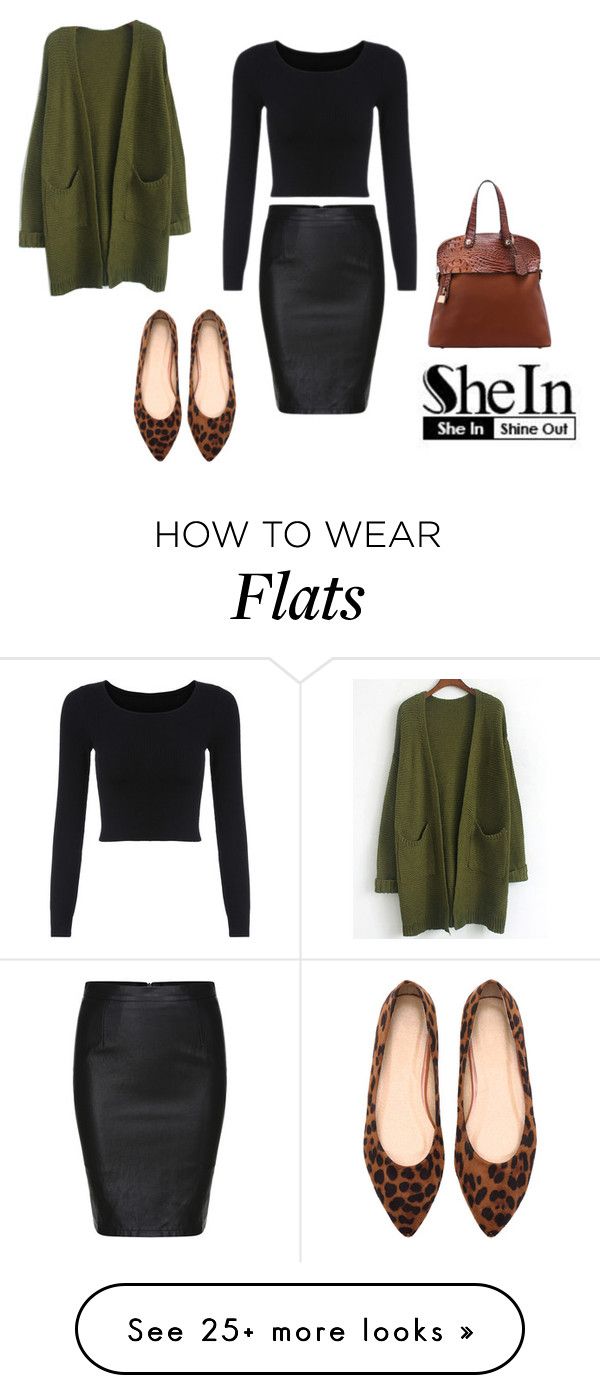 SheIn
She In Shine Out
HOW TO WEAR
Flats
See 25+ more looks »